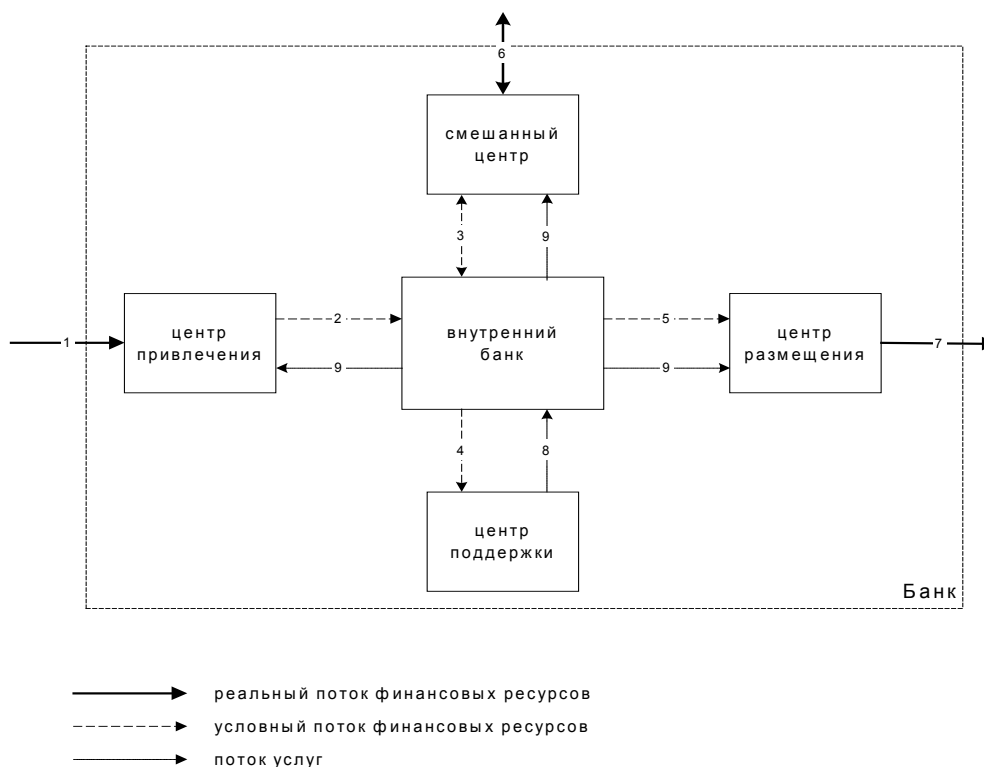 6
смешанный
центр
3
9
центр
привлечения
внутренний
банк
центр
размещения
1
2
9
5
9
7
4
8
центр
поддержки
Банк
реальный поток финансовых ресурсов
условный поток финансовых ресурсов
поток услуг